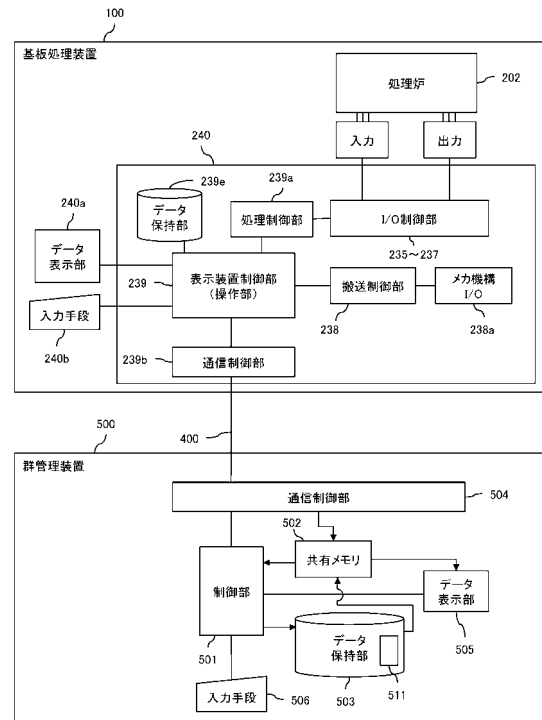 100
基板処理装置
処理炉
202
入力
出力
240
239e
239a
240a
データ
保持部
処理制御部
I/O制御部
データ
表示部
235～237
239
表示装置制御部
(操作部)
搬送制御部
メカ機構
I/O
入力手段
238
238a
240b
239b
通信制御部
400
500
群管理装置
通信制御部
504
502
共有メモリ
制御部
データ
表示部
501
505
データ
保持部
入力手段
506
503
511